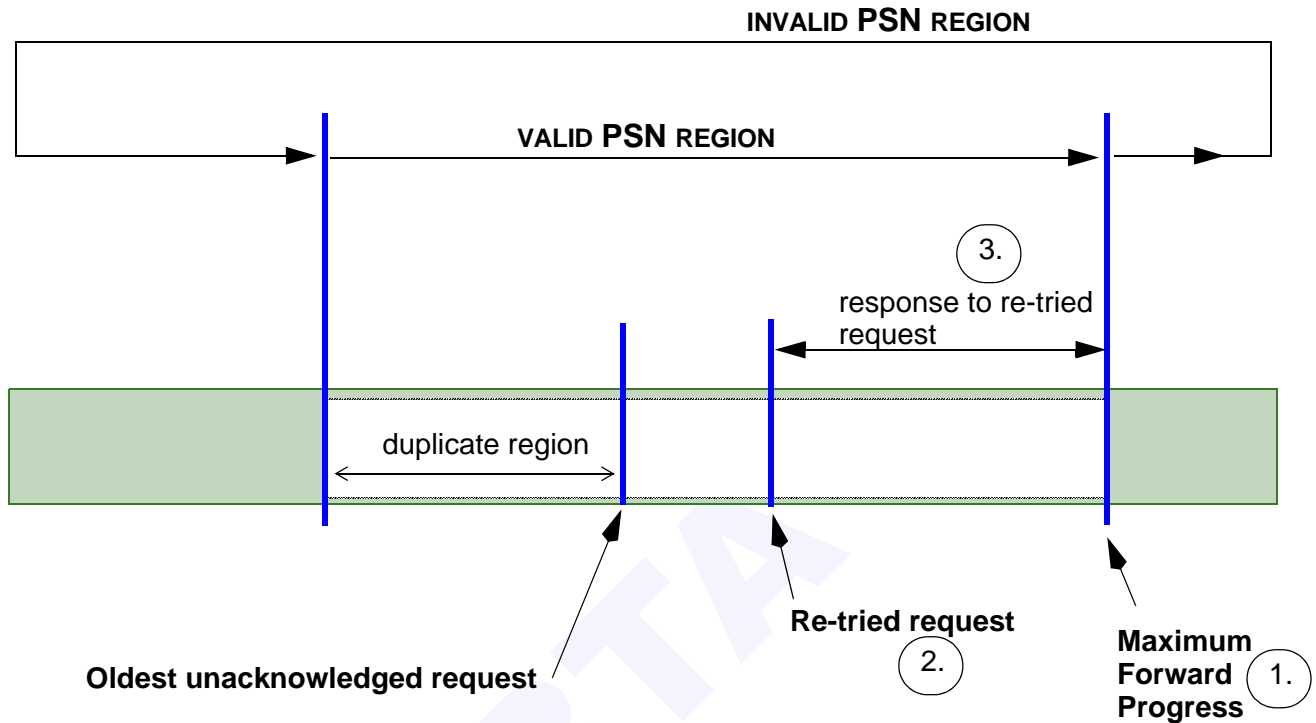 INVALID PSN REGION
VALID PSN REGION
3.
response to re-tried
request
duplicate region
Re-tried request
2.
Oldest unacknowledged request
Maximum
Forward
Progress
1.